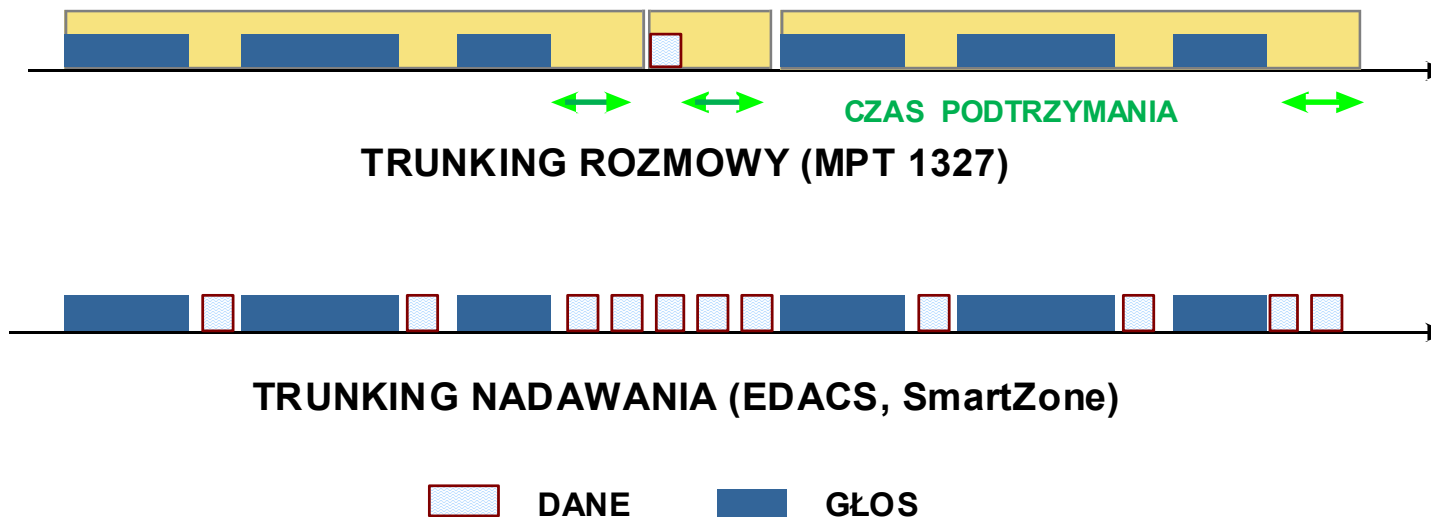 CZAS PODTRZYMANIA
TRUNKING ROZMOWY (MPT 1327)
TRUNKING NADAWANIA (EDACS, SmartZone)
DANE
GŁOS